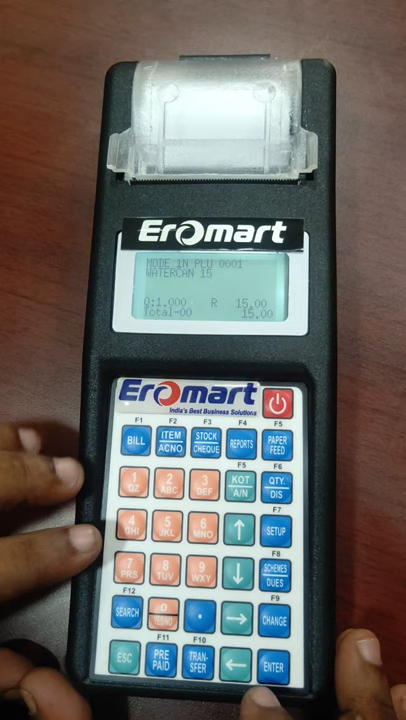 Eromart
MODE 1N PLU 0001
WATERCAN 15
Q:1.000 R 15.00
Total-00 15.00
Eromart
India's Best Business Solutions
F1 F2 F3 F4 F5
BILL ITEM ACNO STOCK CHEQUE REPORTS PAPER FEED
F5 F6
1 QZ 2 ABC 3 DEF KOT A/N QTY. DIS
F7
4 GHI 5 JKL 6 MNO ↑ SETUP
F8
7 PRS 8 TUV 9 WXY ↓ SCHEMES DUES
F12 F9
SEARCH 0 YES/NO . → CHANGE
F11 F10
ESC PRE PAID TRAN- SFER ← ENTER